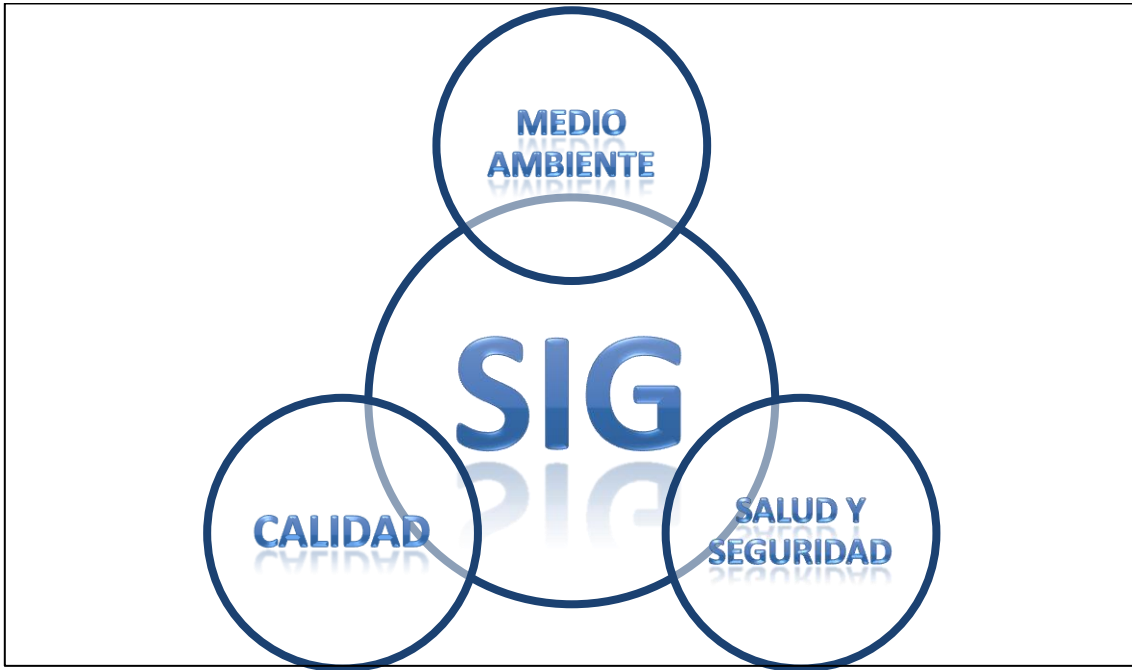 MEDIO
AMBIENTE
SIG
CALIDAD
SALUD Y
SEGURIDAD